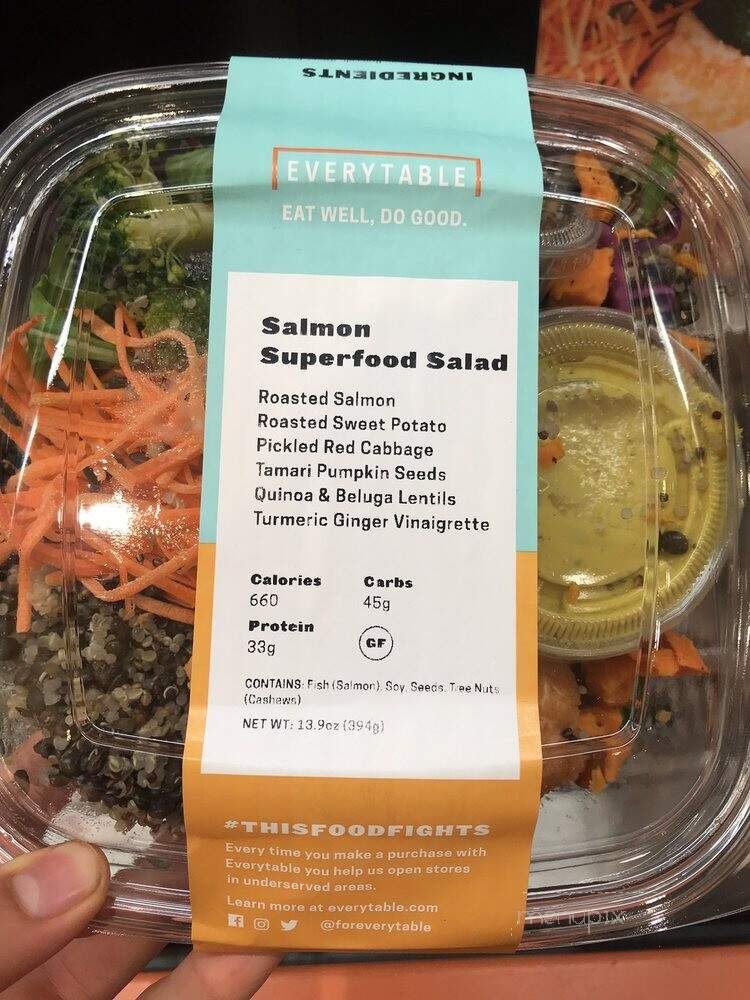 INGREDIENTS
EVERYTABLE
EAT WELL, DO GOOD.
Salmon
Superfood Salad
Roasted Salmon
Roasted Sweet Potato
Pickled Red Cabbage
Tamari Pumpkin Seeds
Quinoa & Beluga Lentils
Turmeric Ginger Vinaigrette
Calories Carbs
660 45g
Protein
33g GF
CONTAINS: Fish (Salmon), Soy, Seeds, Tree Nuts
(Cashews)
NET WT: 13.9oz (394g)
#THISFOODFIGHTS
Every time you make a purchase with
Everytable you help us open stores
in underserved areas.
Learn more at everytable.com
@foreverytable
menupix